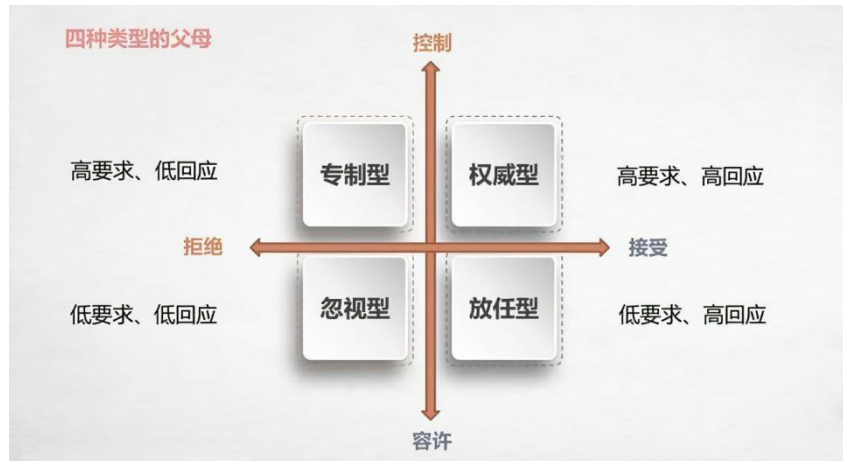 四种类型的父母
控制
高要求、低回应
专制型
权威型
高要求、高回应
拒绝
接受
低要求、低回应
忽视型
放任型
低要求、高回应
容许